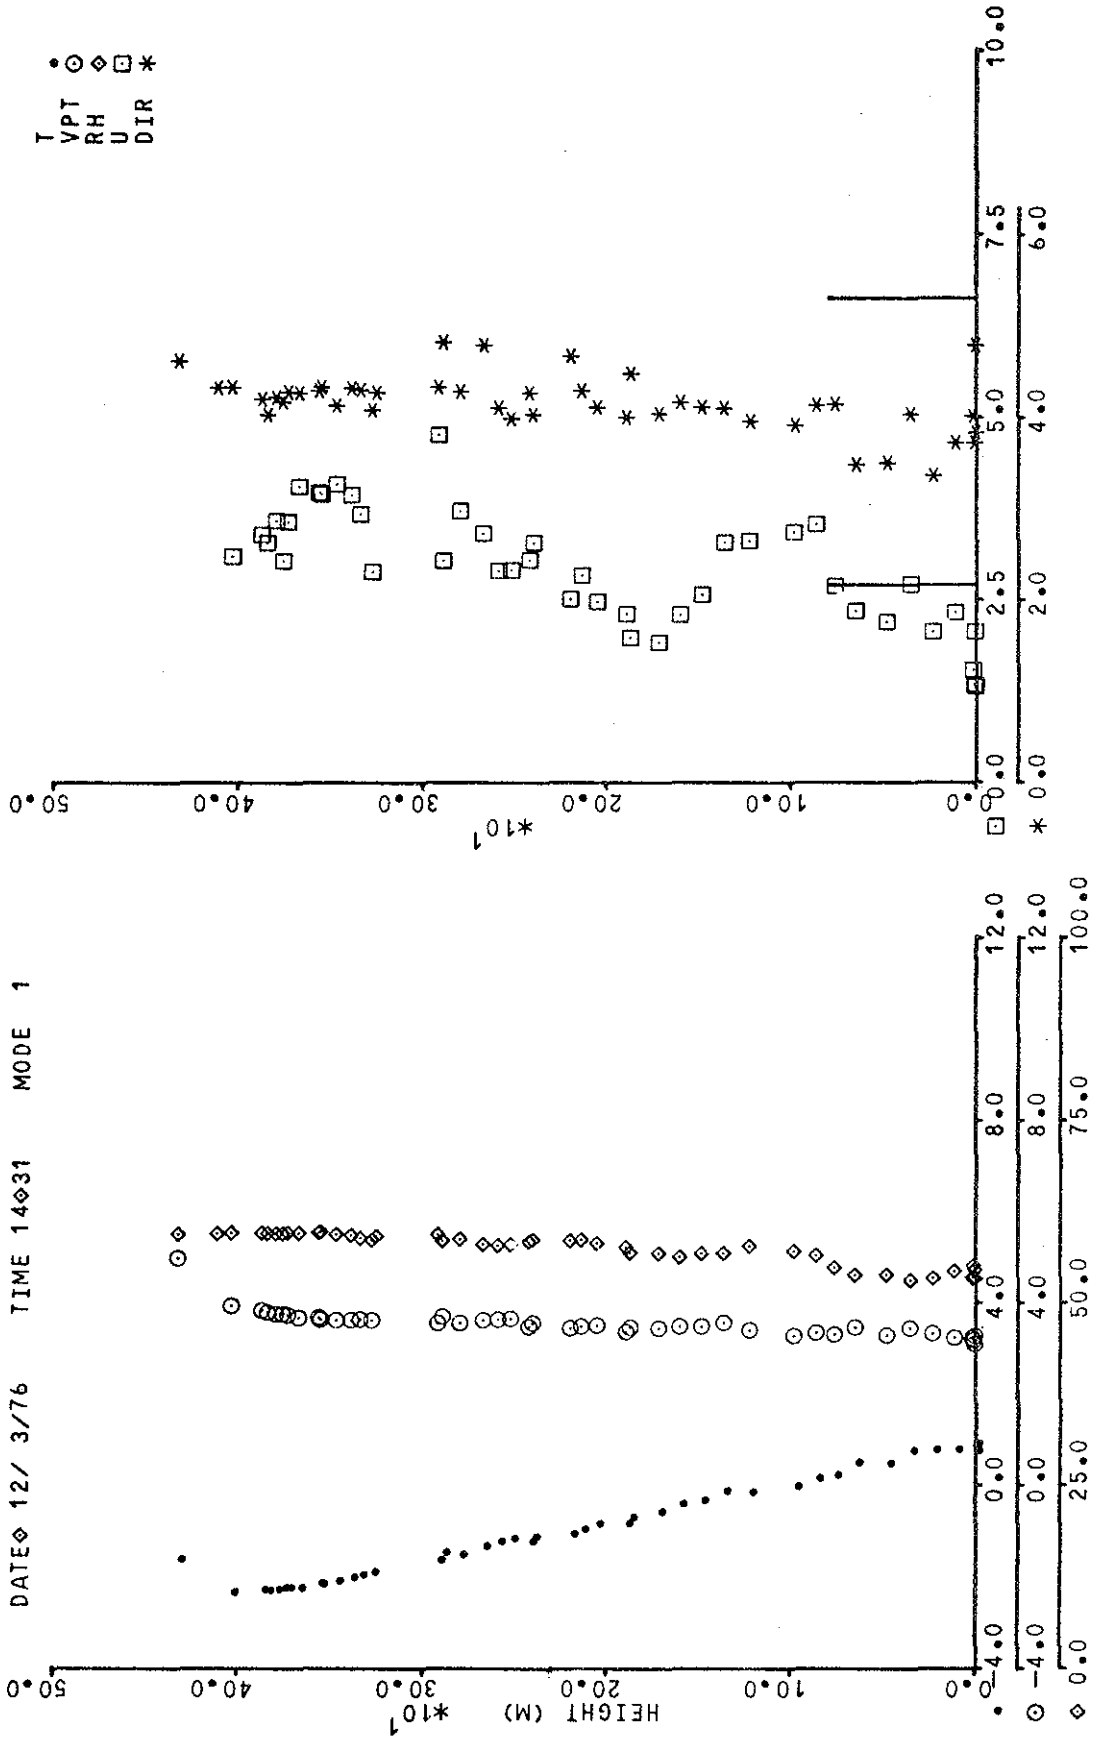 DATE◇ 12/ 3/76 TIME 14◇31 MODE 1
T •
VPT ⊙
RH ◇
U ⊡
DIR *
50.0
40.0
30.0
20.0
10.0
0.0
HEIGHT (M)
*10¹
• -4.0 0.0 4.0 8.0 12.0
⊙ -4.0 0.0 4.0 8.0 12.0
◇ 0.0 25.0 50.0 75.0 100.0
50.0
40.0
30.0
20.0
10.0
0.0
*10¹
⊡ 0.0 2.5 5.0 7.5 10.0
* 0.0 2.0 4.0 6.0